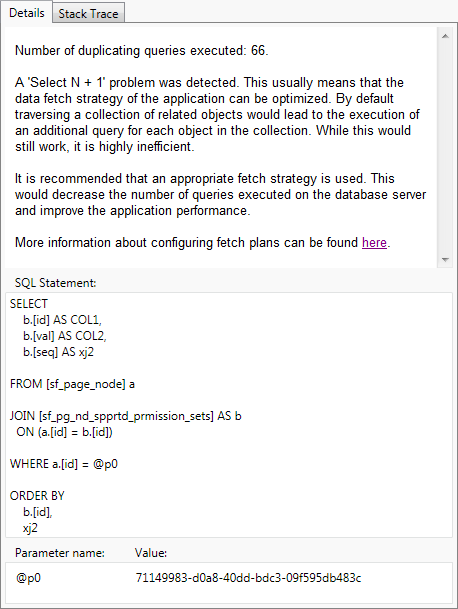 Details Stack Trace
Number of duplicating queries executed: 66.
A 'Select N + 1' problem was detected. This usually means that the
data fetch strategy of the application can be optimized. By default
traversing a collection of related objects would lead to the execution of
an additional query for each object in the collection. While this would
still work, it is highly inefficient.
It is recommended that an appropriate fetch strategy is used. This
would decrease the number of queries executed on the database server
and improve the application performance.
More information about configuring fetch plans can be found here.
SQL Statement:
SELECT
b.[id] AS COL1,
b.[val] AS COL2,
b.[seq] AS xj2
FROM [sf_page_node] a
JOIN [sf_pg_nd_spprtd_prmission_sets] AS b
ON (a.[id] = b.[id])
WHERE a.[id] = @p0
ORDER BY
b.[id],
xj2
Parameter name: Value:
@p0 71149983-d0a8-40dd-bdc3-09f595db483c